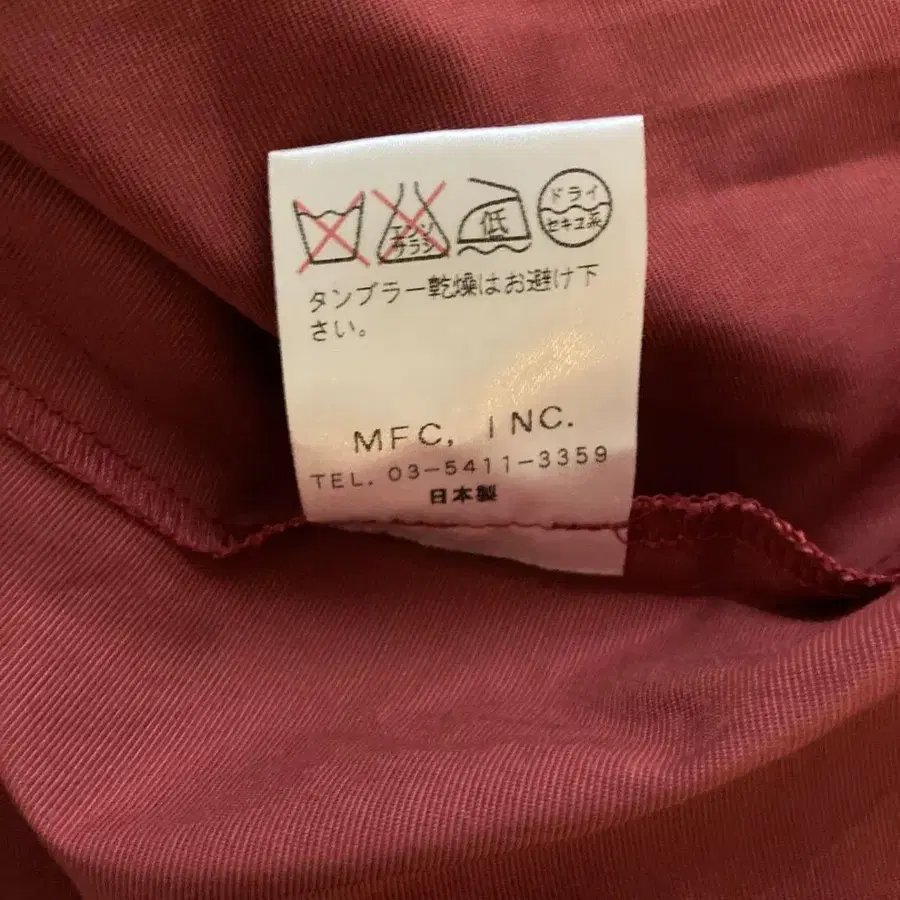 エンソ
サラシ
低
ドライ
セキユ系
タンブラー乾燥はお避け下
さい。
MFC, INC.
TEL. 03-5411-3359
日本製